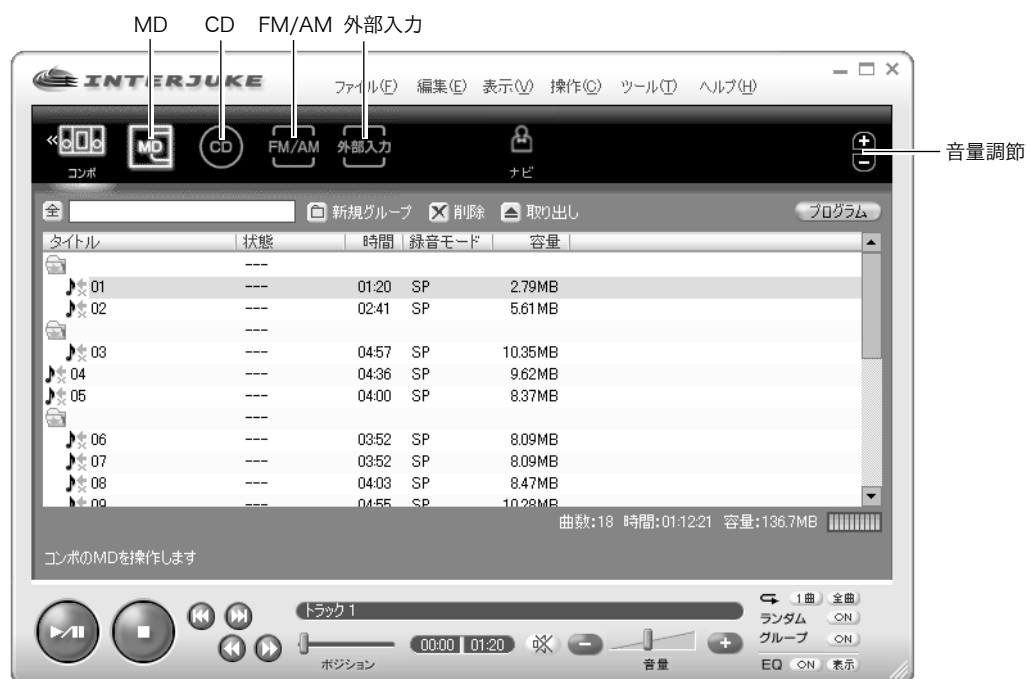 MD CD FM/AM 外部入力
INTERJUKE ファイル(F) 編集(E) 表示(V) 操作(C) ツール(T) ヘルプ(H)
« MD CD FM/AM 外部入力
コンポ ナビ
音量調節
全 新規グループ 削除 取り出し プログラム
タイトル 状態 時間 録音モード 容量
---
01 --- 01:20 SP 2.79MB
02 --- 02:41 SP 5.61MB
---
03 --- 04:57 SP 10.35MB
04 --- 04:36 SP 9.62MB
05 --- 04:00 SP 8.37MB
---
06 --- 03:52 SP 8.09MB
07 --- 03:52 SP 8.09MB
08 --- 04:03 SP 8.47MB
09 --- 04:55 SP 10.28MB
曲数:18 時間:01:12:21 容量:136.7MB
コンポのMDを操作します
トラック 1
00:00 01:20
ポジション 音量
1曲 全曲
ランダム ON
グループ ON
EQ ON 表示